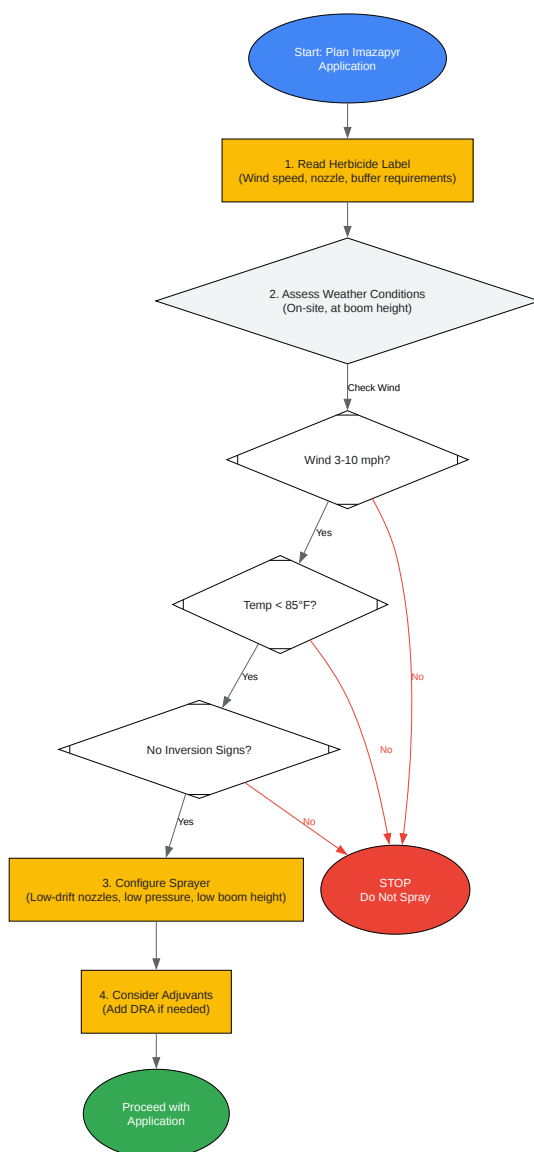 Start: Plan Imazapyr
Application
1. Read Herbicide Label
(Wind speed, nozzle, buffer requirements)
2. Assess Weather Conditions
(On-site, at boom height)
Check Wind
Wind 3-10 mph?
Yes
Temp < 85°F?
No
Yes
No
No Inversion Signs?
Yes
No
3. Configure Sprayer
(Low-drift nozzles, low pressure, low boom height)
STOP
Do Not Spray
4. Consider Adjuvants
(Add DRA if needed)
Proceed with
Application